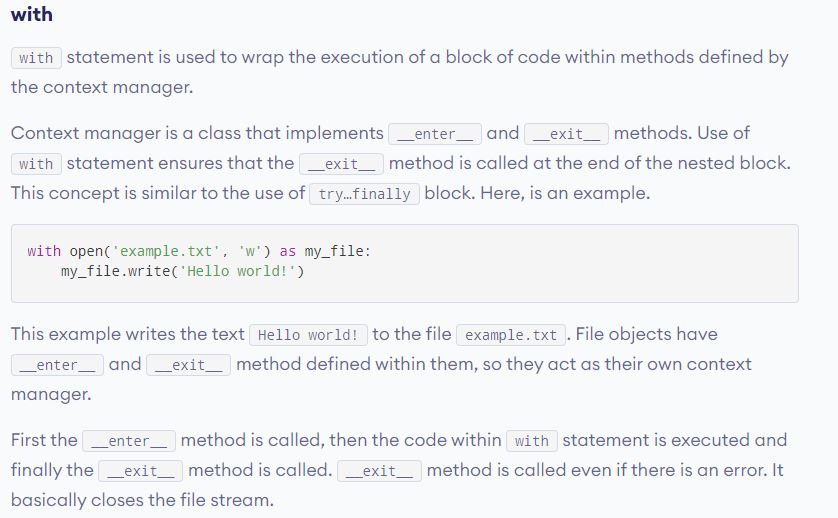 with
with statement is used to wrap the execution of a block of code within methods defined by
the context manager.
Context manager is a class that implements __enter__ and __exit__ methods. Use of
with statement ensures that the __exit__ method is called at the end of the nested block.
This concept is similar to the use of try…finally block. Here, is an example.
with open('example.txt', 'w') as my_file:
    my_file.write('Hello world!')
This example writes the text Hello world! to the file example.txt. File objects have
__enter__ and __exit__ method defined within them, so they act as their own context
manager.
First the __enter__ method is called, then the code within with statement is executed and
finally the __exit__ method is called. __exit__ method is called even if there is an error. It
basically closes the file stream.